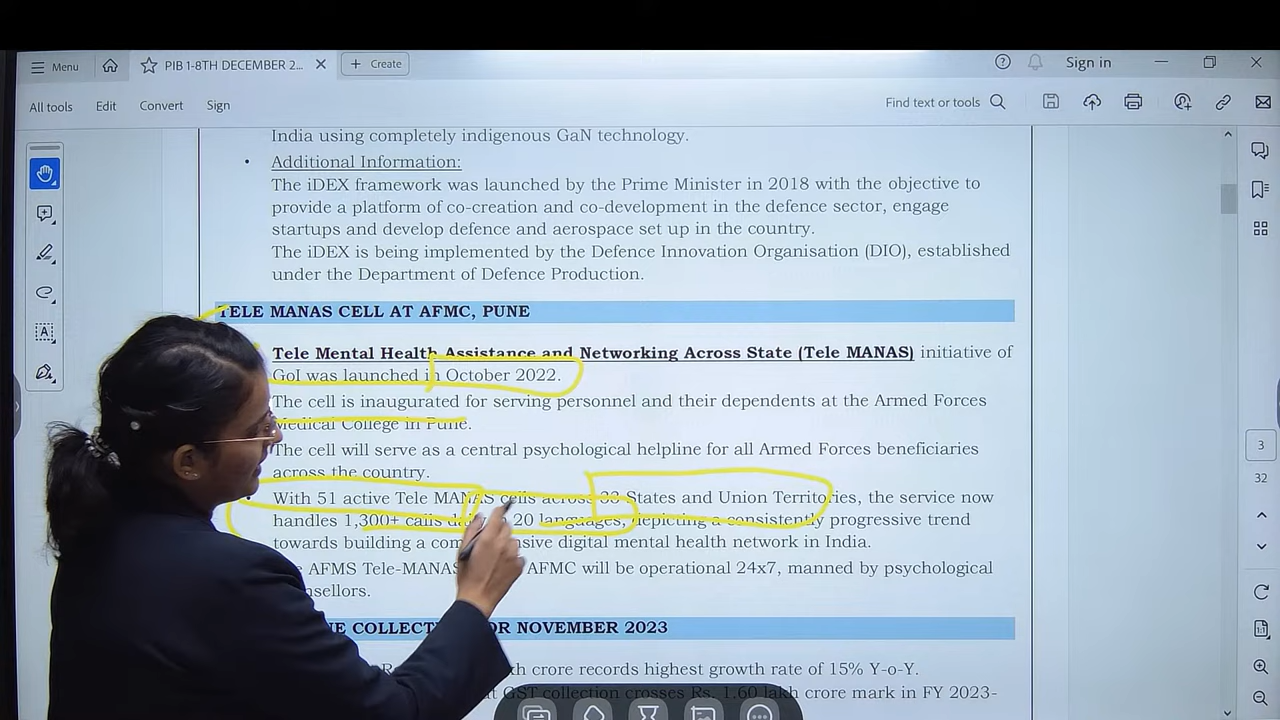 Menu
PIB 1-8TH DECEMBER 2...
Create
Sign in
All tools
Edit
Convert
Sign
Find text or tools
India using completely indigenous GaN technology.
• Additional Information:
The iDEX framework was launched by the Prime Minister in 2018 with the objective to
provide a platform of co-creation and co-development in the defence sector, engage
startups and develop defence and aerospace set up in the country.
The iDEX is being implemented by the Defence Innovation Organisation (DIO), established
under the Department of Defence Production.
TELE MANAS CELL AT AFMC, PUNE
Tele Mental Health Assistance and Networking Across State (Tele MANAS) initiative of
GoI was launched in October 2022.
The cell is inaugurated for serving personnel and their dependents at the Armed Forces
Medical College in Pune.
The cell will serve as a central psychological helpline for all Armed Forces beneficiaries
across the country.
• With 51 active Tele MANAS cells across 33 States and Union Territories, the service now
handles 1,300+ calls 20 languages, depicting a consistently progressive trend
towards building a digital mental health network in India.
AFMS Tele-MANAS AFMC will be operational 24x7, manned by psychological
FOR NOVEMBER 2023
crore records highest growth rate of 15% Y-o-Y.
GST collection crosses Rs. 1.60 lakh crore mark in FY 2023-
3
32